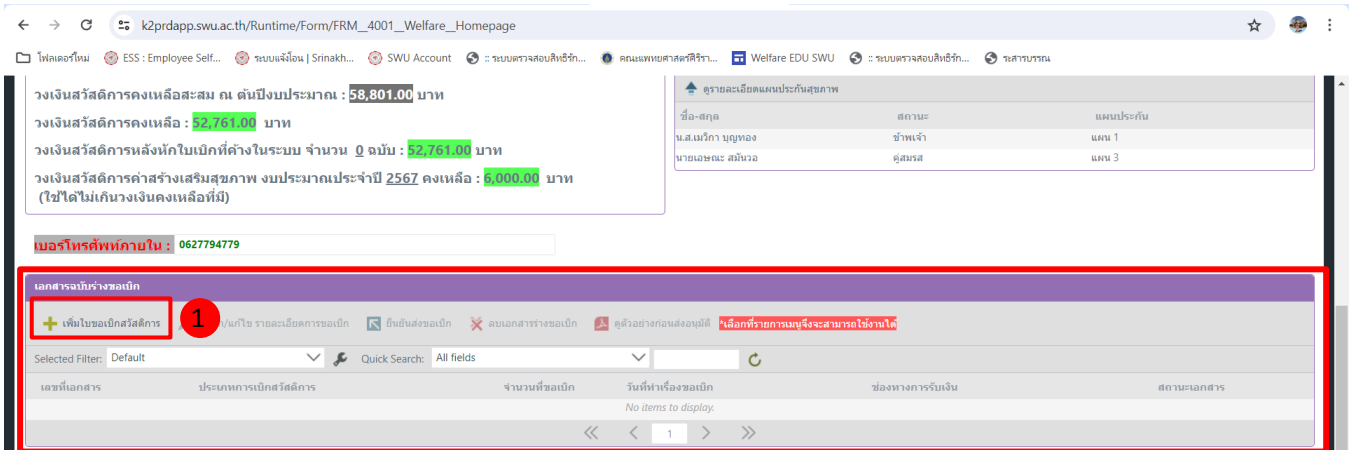 k2prdapp.swu.ac.th/Runtime/Form/FRM__4001__Welfare__Homepage
โฟลเดอร์ใหม่ ESS : Employee Self... ระบบแจ้งโอน | Srinakh... SWU Account :: ระบบตรวจสอบสิทธิรัก... คณะแพทยศาสตร์ศิริรา... Welfare EDU SWU :: ระบบตรวจสอบสิทธิรัก... ระสารบรรณ
วงเงินสวัสดิการคงเหลือสะสม ณ ต้นปีงบประมาณ : 58,801.00 บาท
วงเงินสวัสดิการคงเหลือ : 52,761.00 บาท
วงเงินสวัสดิการหลังหักใบเบิกที่ค้างในระบบ จำนวน 0 ฉบับ : 52,761.00 บาท
วงเงินสวัสดิการค่าสร้างเสริมสุขภาพ งบประมาณประจำปี 2567 คงเหลือ : 6,000.00 บาท
(ใช้ได้ไม่เกินวงเงินคงเหลือที่มี)
ดูรายละเอียดแผนประกันสุขภาพ
ชื่อ-สกุล สถานะ แผนประกัน
น.ส.เมวิกา บุญทอง ข้าพเจ้า แผน 1
นายเอษณะ สมันวอ คู่สมรส แผน 3
เบอร์โทรศัพท์ภายใน : 0627794779
เอกสารฉบับร่างขอเบิก
เพิ่มใบขอเบิกสวัสดิการ 1 /แก้ไข รายละเอียดการขอเบิก ยืนยันส่งขอเบิก ลบเอกสารร่างขอเบิก ดูตัวอย่างก่อนส่งอนุมัติ *เลือกที่รายการเมนูจึงจะสามารถใช้งานได้
Selected Filter: Default Quick Search: All fields
เลขที่เอกสาร ประเภทการเบิกสวัสดิการ จำนวนที่ขอเบิก วันที่ทำเรื่องขอเบิก ช่องทางการรับเงิน สถานะเอกสาร
No items to display.
1